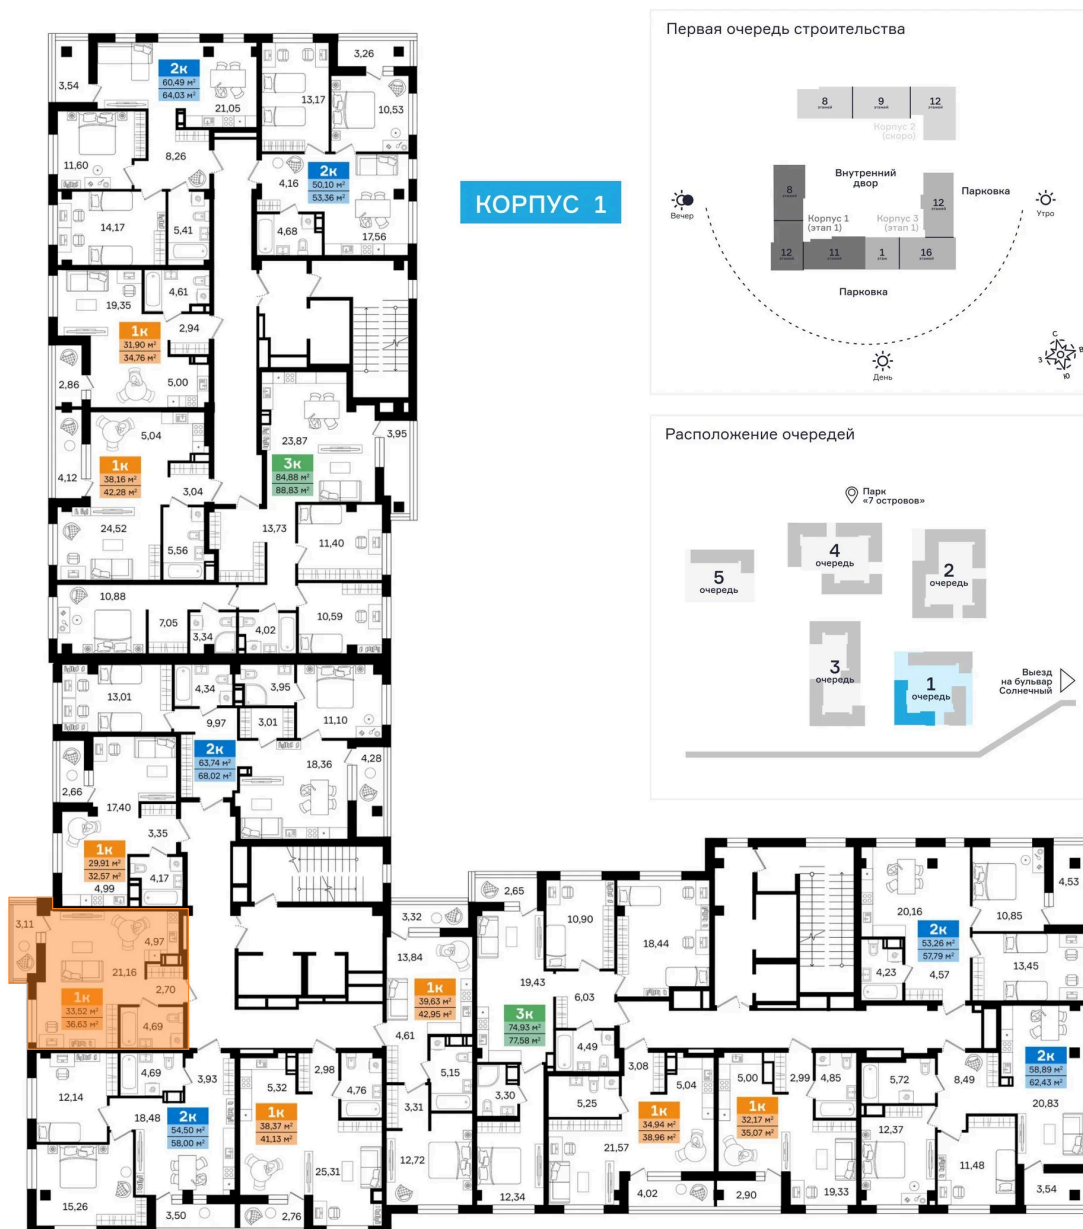 Первая очередь строительства
8
этажей
9
этажей
12
этажей
Корпус 2
(скоро)
Внутренний
двор
Парковка
8
этажей
12
этажей
Корпус 1
(этап 1)
Корпус 3
(этап 1)
12
этажей
11
этажей
1
этаж
16
этажей
Парковка
Вечер
Утро
День
С
В
Ю
З
КОРПУС 1
Расположение очередей
Парк
«7 островов»
5
очередь
4
очередь
2
очередь
3
очередь
1
очередь
Выезд
на бульвар
Солнечный
3,54
2к
60,49 м²
64,03 м²
21,05
11,60
8,26
14,17
5,41
13,17
3,26
10,53
4,16
2к
50,10 м²
53,36 м²
4,68
17,56
19,35
4,61
2,94
1к
31,90 м²
34,76 м²
2,86
5,00
5,04
4,12
1к
38,16 м²
42,28 м²
3,04
24,52
5,56
23,87
3,95
3к
84,88 м²
88,83 м²
13,73
11,40
10,88
7,05
3,34
4,02
10,59
13,01
4,34
3,95
11,10
9,97
3,01
2к
63,74 м²
68,02 м²
18,36
4,28
2,66
17,40
3,35
1к
29,91 м²
32,57 м²
4,99
4,17
3,11
4,97
21,16
2,70
1к
33,52 м²
36,63 м²
4,69
12,14
4,69
3,93
18,48
2к
54,50 м²
58,00 м²
15,26
3,50
5,32
2,98
4,76
1к
38,37 м²
41,13 м²
25,31
2,76
3,32
13,84
1к
39,63 м²
42,95 м²
4,61
5,15
3,31
12,72
2,65
10,90
18,44
19,43
6,03
3к
74,93 м²
77,58 м²
4,49
3,30
12,34
5,25
3,08
5,04
1к
34,94 м²
38,96 м²
21,57
4,02
5,00
2,99
4,85
1к
32,17 м²
35,07 м²
2,90
19,33
20,16
10,85
4,53
2к
53,26 м²
57,79 м²
4,23
4,57
13,45
5,72
8,49
2к
58,89 м²
62,43 м²
12,37
20,83
11,48
3,54